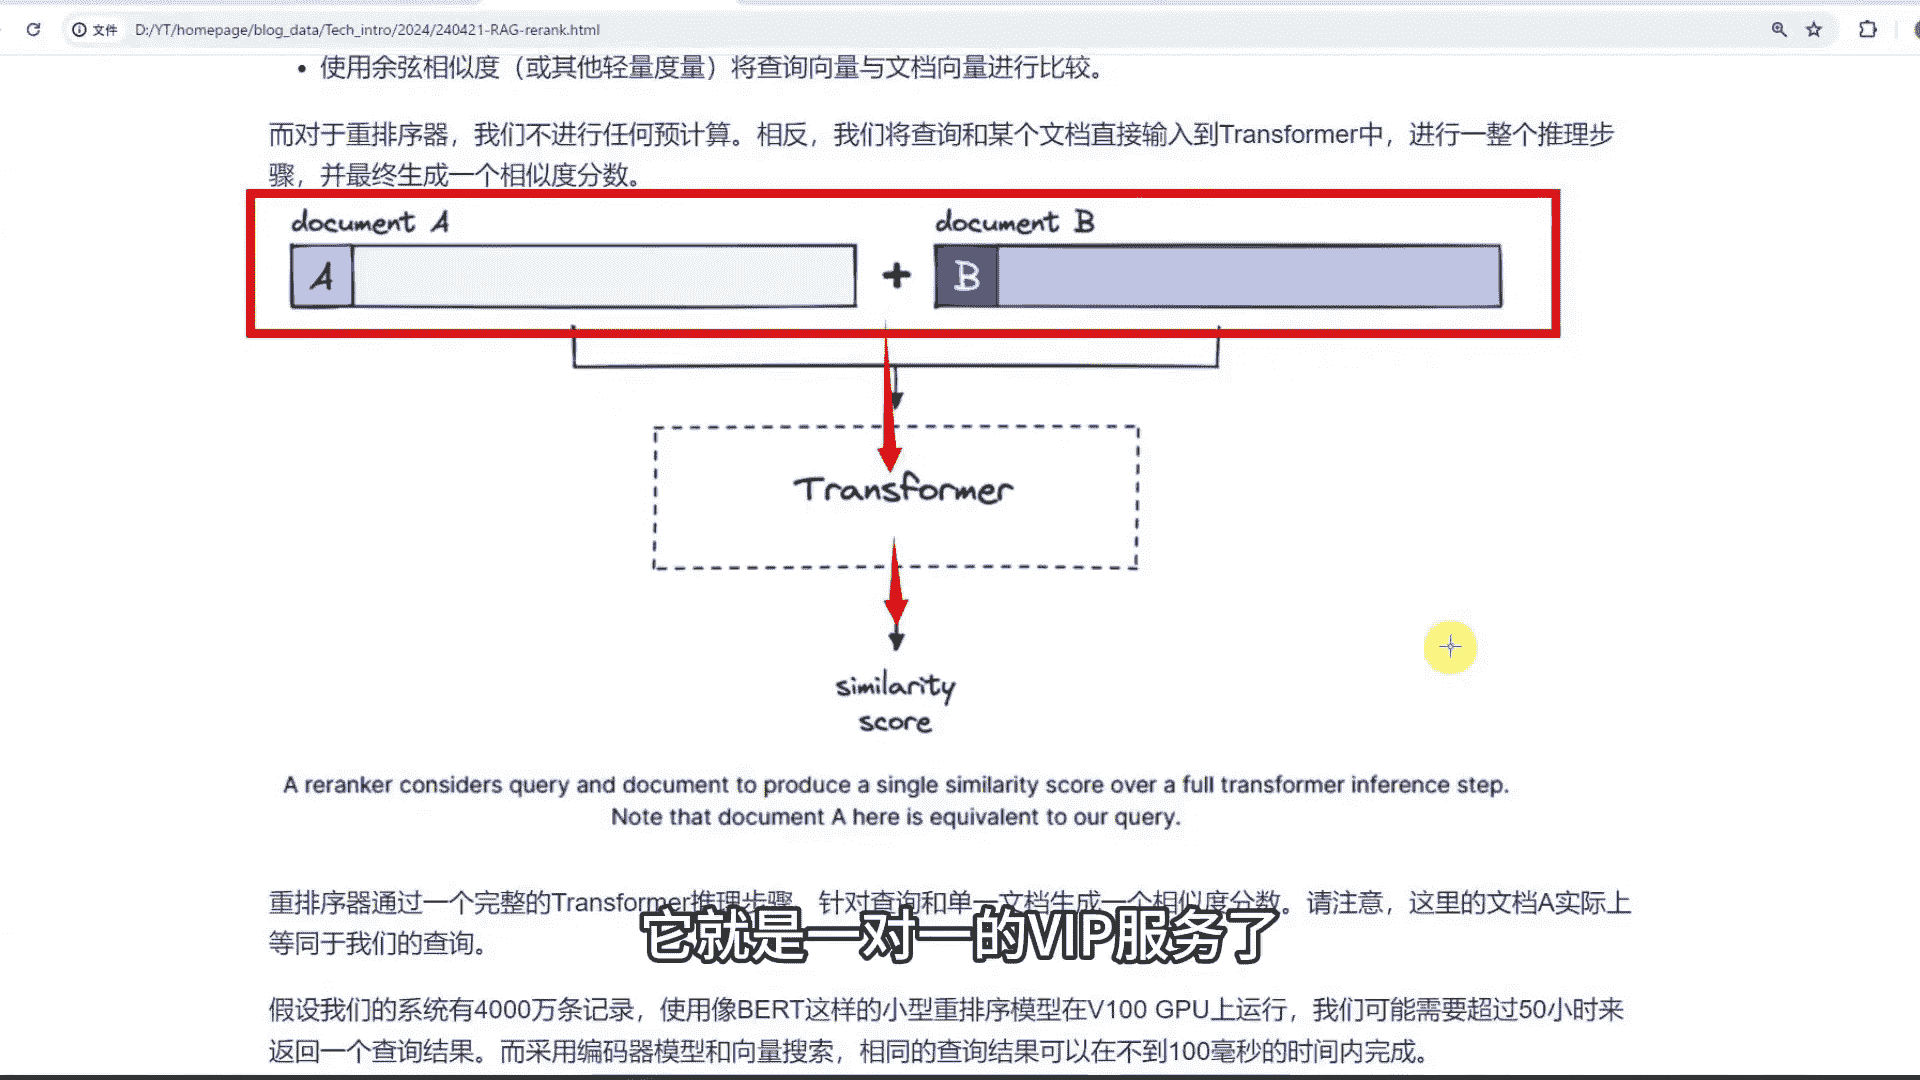 文件 D:/YT/homepage/blog_data/Tech_intro/2024/240421-RAG-rerank.html
• 使用余弦相似度（或其他轻量度量）将查询向量与文档向量进行比较。
而对于重排序器，我们不进行任何预计算。相反，我们将查询和某个文档直接输入到Transformer中，进行一整个推理步
骤，并最终生成一个相似度分数。
document A
document B
A
+
B
Transformer
similarity
score
A reranker considers query and document to produce a single similarity score over a full transformer inference step.
Note that document A here is equivalent to our query.
重排序器通过一个完整的Transformer推理步骤，针对查询和单一文档生成一个相似度分数。请注意，这里的文档A实际上
等同于我们的查询。
它就是一对一的VIP服务了
假设我们的系统有4000万条记录，使用像BERT这样的小型重排序模型在V100 GPU上运行，我们可能需要超过50小时来
返回一个查询结果。而采用编码器模型和向量搜索，相同的查询结果可以在不到100毫秒的时间内完成。